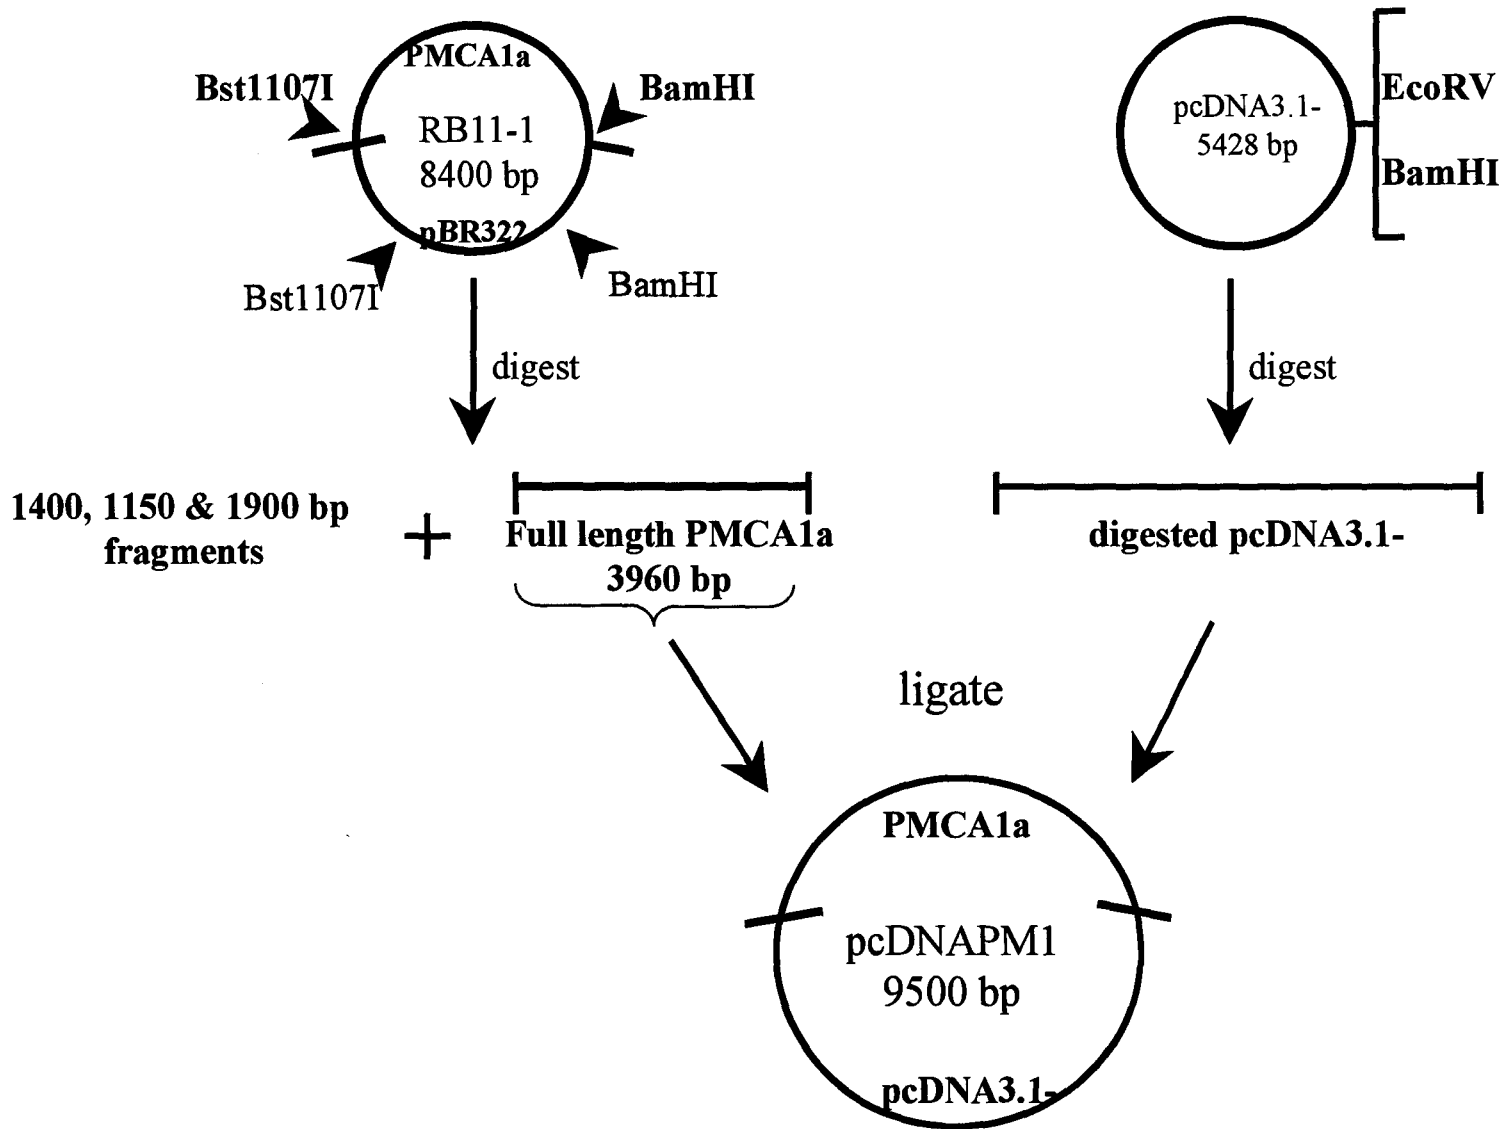 PMCA1a
Bst1107I
BamHI
RB11-1
8400 bp
pBR322
Bst1107I
BamHI
digest
pcDNA3.1-
5428 bp
EcoRV
BamHI
digest
1400, 1150 & 1900 bp
fragments
+
Full length PMCA1a
3960 bp
digested pcDNA3.1-
ligate
PMCA1a
pcDNAPM1
9500 bp
pcDNA3.1-